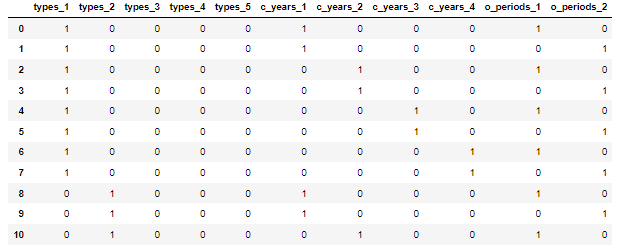 types_1 types_2 types_3 types_4 types_5 c_years_1 c_years_2 c_years_3 c_years_4 o_periods_1 o_periods_2
0 1 0 0 0 0 1 0 0 0 1 0
1 1 0 0 0 0 1 0 0 0 0 1
2 1 0 0 0 0 0 1 0 0 1 0
3 1 0 0 0 0 0 1 0 0 0 1
4 1 0 0 0 0 0 0 1 0 1 0
5 1 0 0 0 0 0 0 1 0 0 1
6 1 0 0 0 0 0 0 0 1 1 0
7 1 0 0 0 0 0 0 0 1 0 1
8 0 1 0 0 0 1 0 0 0 1 0
9 0 1 0 0 0 1 0 0 0 0 1
10 0 1 0 0 0 0 1 0 0 1 0